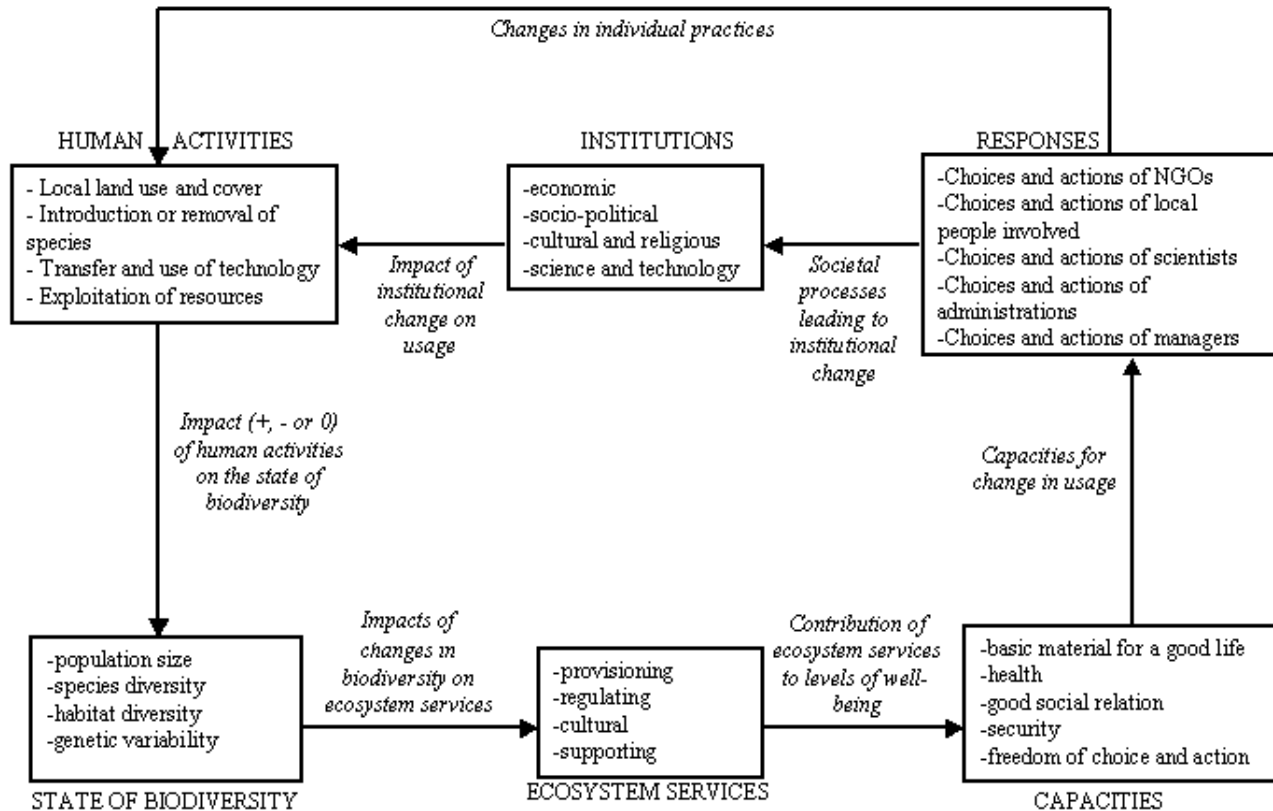 Changes in individual practices
HUMAN ACTIVITIES
- Local land use and cover
- Introduction or removal of
species
- Transfer and use of technology
- Exploitation of resources
Impact of
institutional
change on
usage
INSTITUTIONS
-economic
-socio-political
-cultural and religious
-science and technology
Societal
processes
leading to
institutional
change
RESPONSES
-Choices and actions of NGOs
-Choices and actions of local
people involved
-Choices and actions of scientists
-Choices and actions of
administrations
-Choices and actions of managers
Impact (+, - or 0)
of human activities
on the state of
biodiversity
Capacities for
change in usage
-population size
-species diversity
-habitat diversity
-genetic variability
STATE OF BIODIVERSITY
Impacts of
changes in
biodiversity on
ecosystem services
-provisioning
-regulating
-cultural
-supporting
ECOSYSTEM SERVICES
Contribution of
ecosystem services
to levels of well-
being
-basic material for a good life
-health
-good social relation
-security
-freedom of choice and action
CAPACITIES